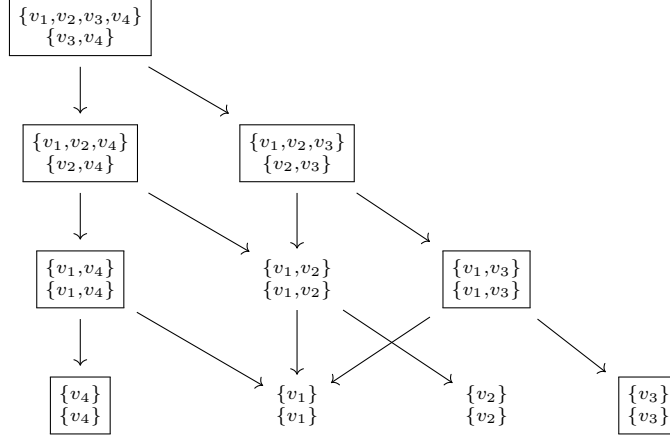 {v₁,v₂,v₃,v₄}
{v₃,v₄}
{v₁,v₂,v₄}
{v₂,v₄}
{v₁,v₂,v₃}
{v₂,v₃}
{v₁,v₄}
{v₁,v₄}
{v₁,v₂}
{v₁,v₂}
{v₁,v₃}
{v₁,v₃}
{v₄}
{v₄}
{v₁}
{v₁}
{v₂}
{v₂}
{v₃}
{v₃}